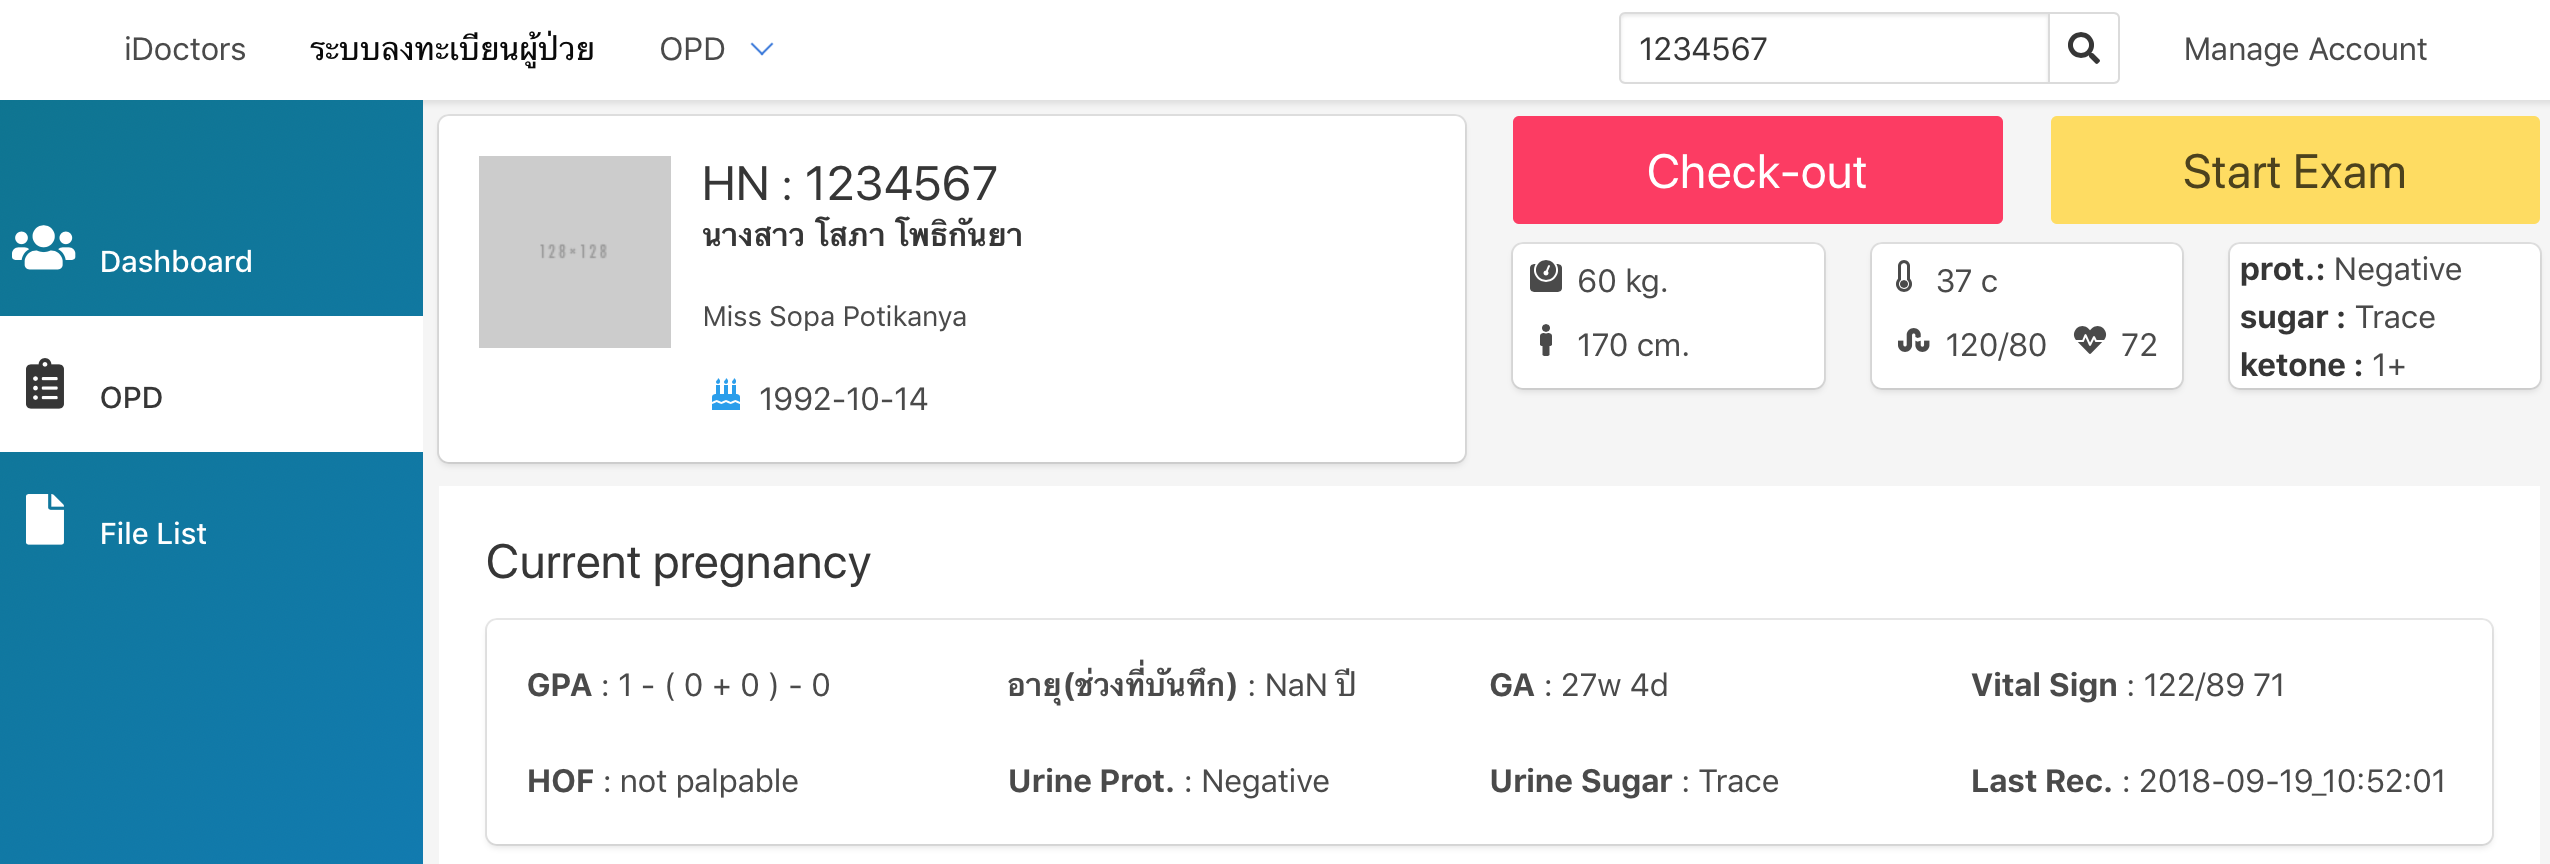 iDoctors ระบบลงทะเบียนผู้ป่วย OPD 1234567 Manage Account
Dashboard
OPD
File List
128×128
HN : 1234567
นางสาว โสภา โพธิกันยา
Miss Sopa Potikanya
1992-10-14
Check-out
Start Exam
60 kg.
170 cm.
37 c
120/80 72
prot.: Negative
sugar : Trace
ketone : 1+
Current pregnancy
GPA : 1 - ( 0 + 0 ) - 0 อายุ(ช่วงที่บันทึก) : NaN ปี GA : 27w 4d Vital Sign : 122/89 71
HOF : not palpable Urine Prot. : Negative Urine Sugar : Trace Last Rec. : 2018-09-19_10:52:01